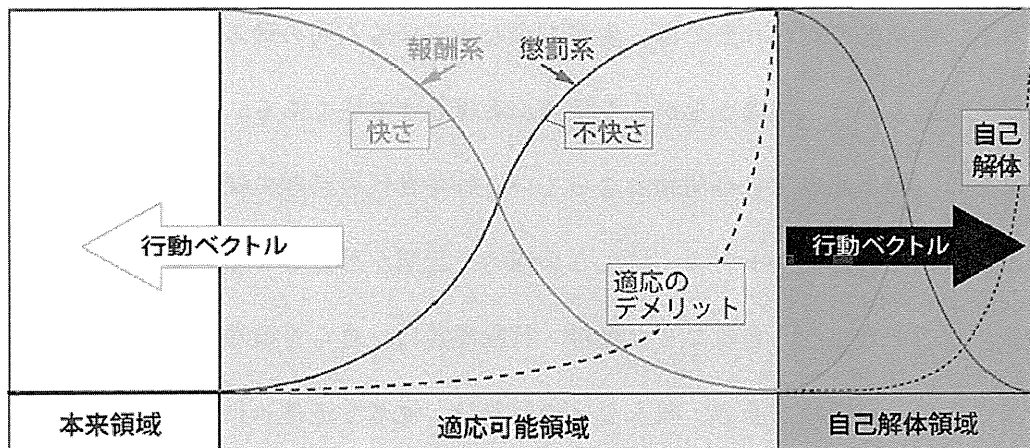 報酬系
懲罰系
快さ
不快さ
自己
解体
行動ベクトル
行動ベクトル
適応の
デメリット
本来領域
適応可能領域
自己解体領域